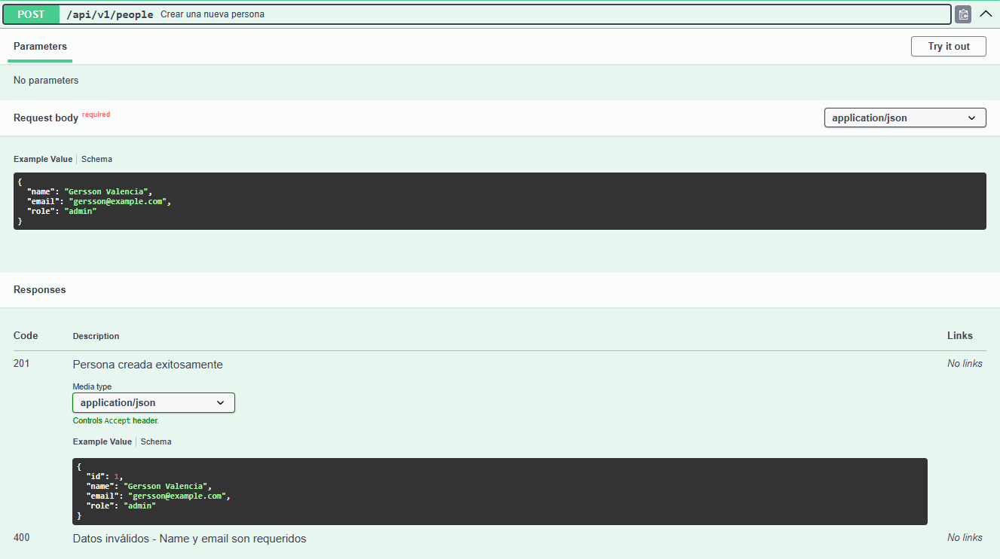 POST /api/v1/people Crear una nueva persona
Parameters
Try it out
No parameters
Request body required
application/json
Example Value Schema
{
  "name": "Gersson Valencia",
  "email": "gersson@example.com",
  "role": "admin"
}
Responses
Code Description Links
201 Persona creada exitosamente No links
Media type
application/json
Controls Accept header.
Example Value Schema
{
  "id": 1,
  "name": "Gersson Valencia",
  "email": "gersson@example.com",
  "role": "admin"
}
400 Datos inválidos - Name y email son requeridos No links